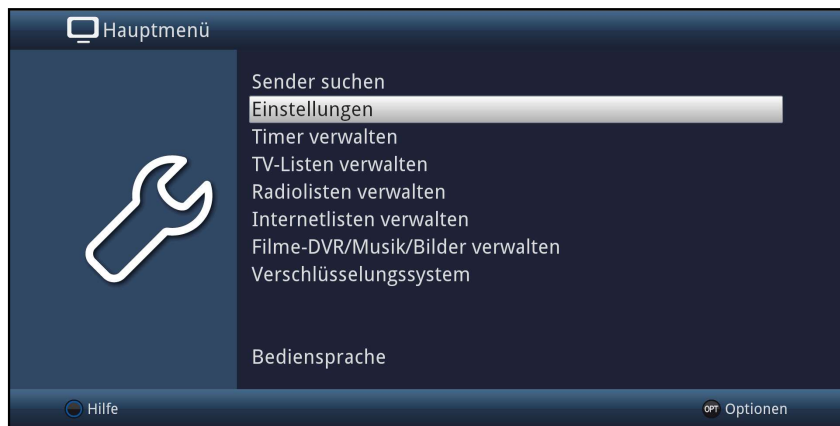 Hauptmenü
Sender suchen
Einstellungen
Timer verwalten
TV-Listen verwalten
Radiolisten verwalten
Internetlisten verwalten
Filme-DVR/Musik/Bilder verwalten
Verschlüsselungssystem
Bediensprache
Hilfe
OPT Optionen